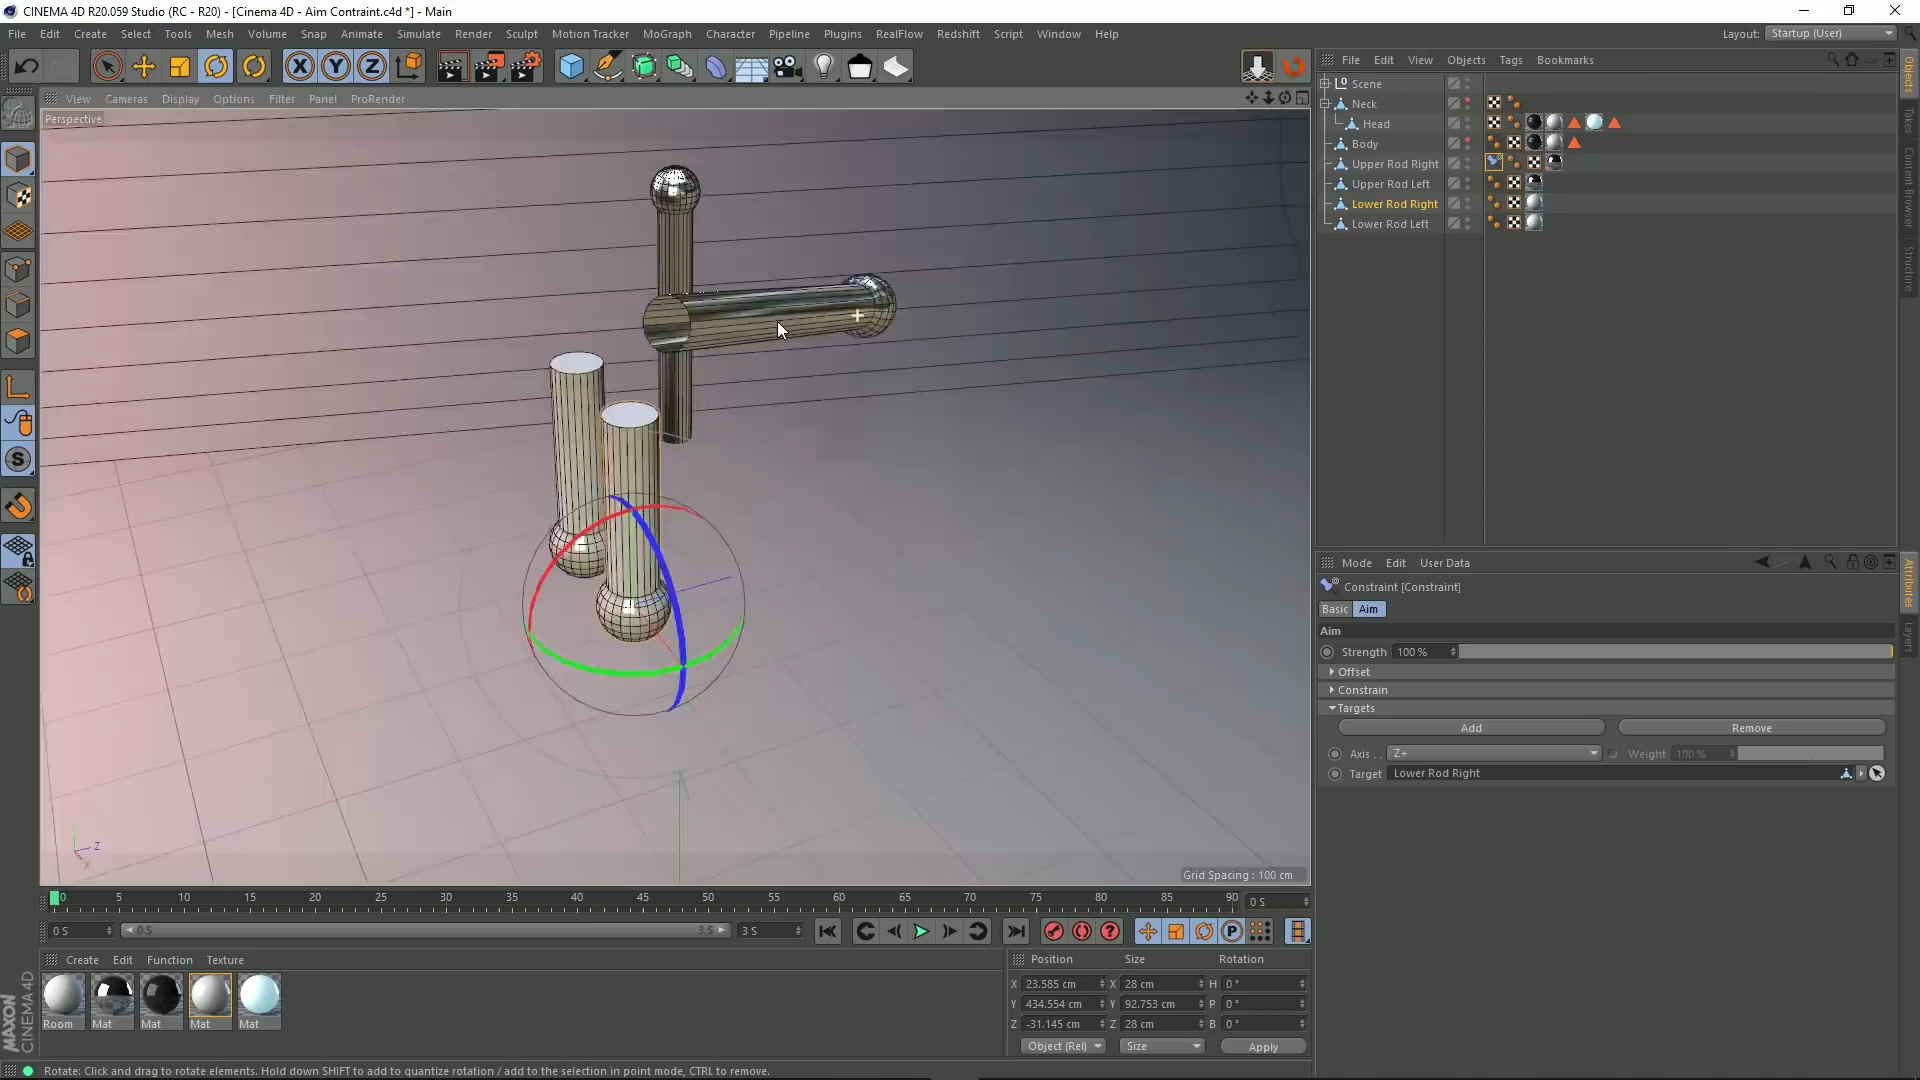 CINEMA 4D R20.059 Studio (RC - R20) - [Cinema 4D - Aim Contraint.c4d *] - Main
File Edit Create Select Tools Mesh Volume Snap Animate Simulate Render Sculpt Motion Tracker MoGraph Character Pipeline Plugins RealFlow Redshift Script Window Help
Layout: Startup (User)
X Y Z
File Edit View Objects Tags Bookmarks
View Cameras Display Options Filter Panel ProRender
Perspective
Scene
Neck
Head
Body
Upper Rod Right
Upper Rod Left
Lower Rod Right
Lower Rod Left
Objects
Takes
Content Browser
Structure
S
Mode Edit User Data
Constraint [Constraint]
Basic Aim
Aim
Strength 100 %
Offset
Constrain
Targets
Add Remove
Axis . . Z+ Weight 100 %
Target Lower Rod Right
Attributes
Layers
Z
X
Grid Spacing : 100 cm
0 5 10 15 20 25 30 35 40 45 50 55 60 65 70 75 80 85 90 0 S
0 S 0 S 3 S 3 S
P
Create Edit Function Texture
Room Mat Mat Mat Mat
Position Size Rotation
X 23.585 cm X 28 cm H 0 °
Y 434.554 cm Y 92.753 cm P 0 °
Z -31.145 cm Z 28 cm B 0 °
Object (Rel) Size Apply
MAXON
CINEMA 4D
Rotate: Click and drag to rotate elements. Hold down SHIFT to add to quantize rotation / add to the selection in point mode, CTRL to remove.